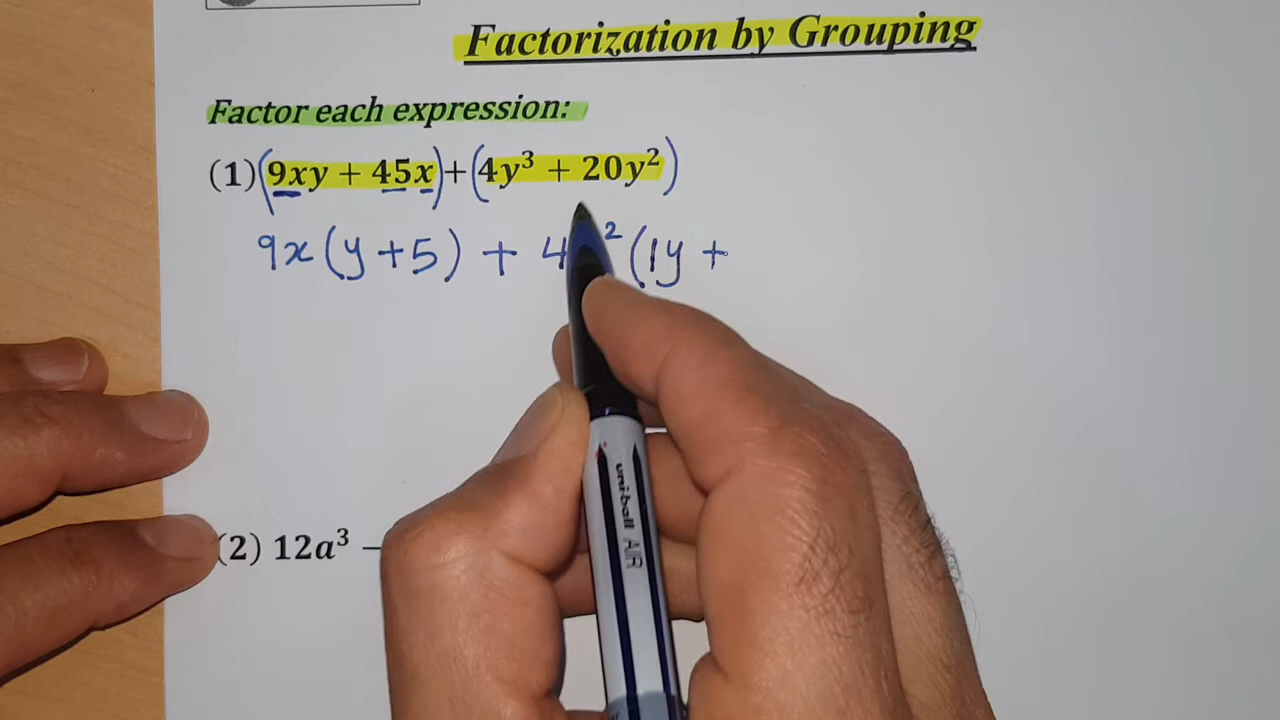 Factorization by Grouping
Factor each expression:
(1) (9xy + 45x) + (4y³ + 20y²)
9x (y + 5) + 4 ² (1y +
(2) 12a³ −
uni-ball AIR